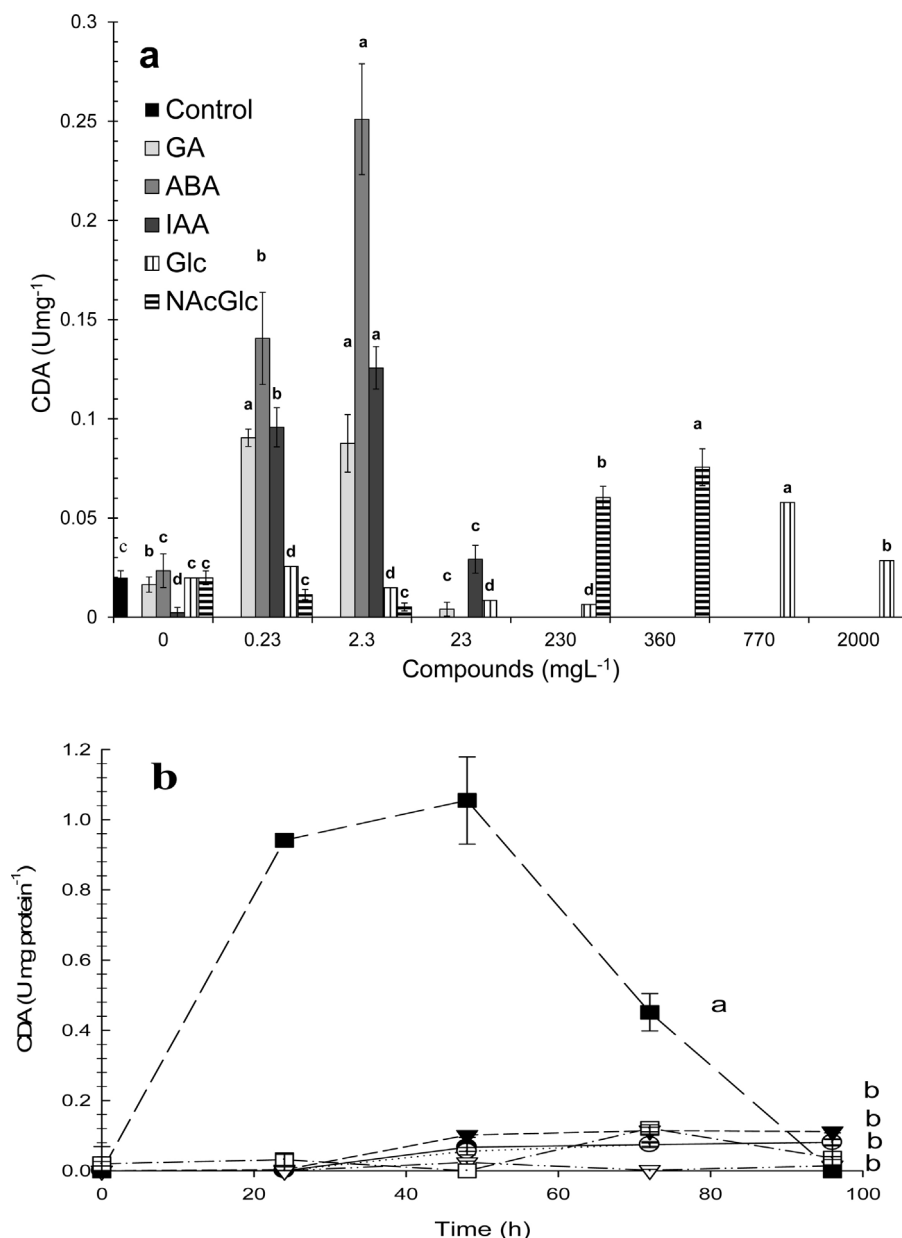 a
Control
GA
ABA
IAA
Glc
NAcGlc
CDA (Umg⁻¹)
0.3
0.25
0.2
0.15
0.1
0.05
0
c b c d c c
a b b d c
a a a d c
c c d
d b
a
a
b
0 0.23 2.3 23 230 360 770 2000
Compounds (mgL⁻¹)
b
CDA (U mg protein⁻¹)
1.2
1.0
0.8
0.6
0.4
0.2
0.0
a
b
b
b
b
0 20 40 60 80 100
Time (h)